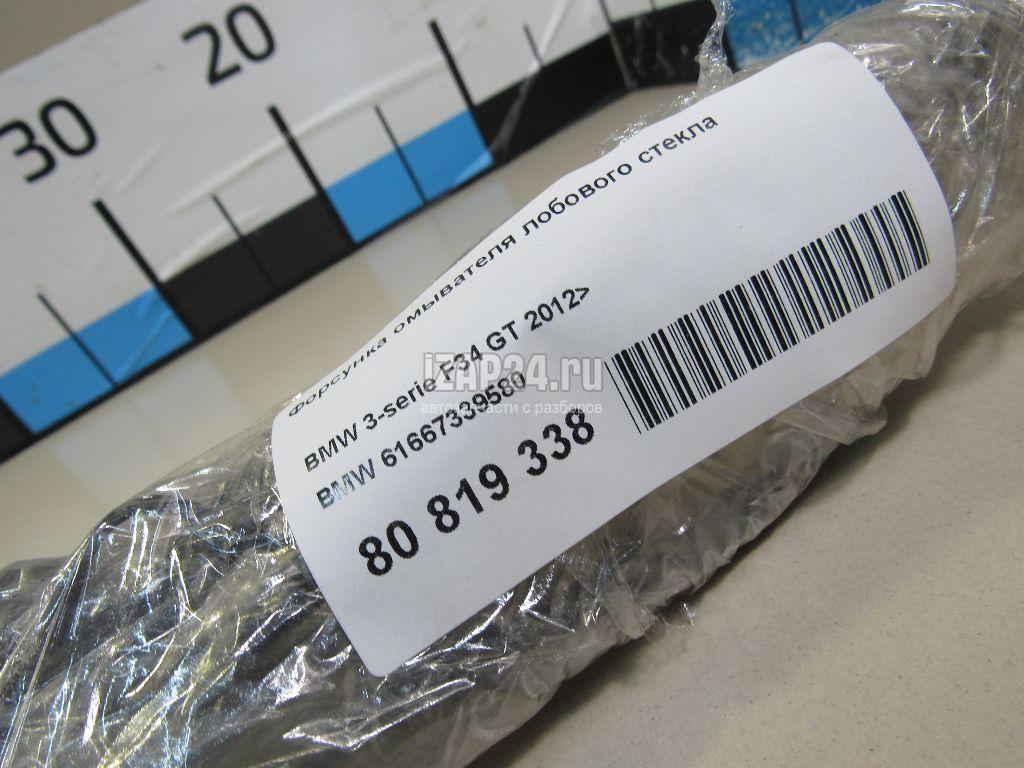 30
20
Форсунка омывателя лобового стекла
BMW 3-serie F34 GT 2012>
BMW 61667339580
80 819 338
iZAP24.ru
автозапчасти с разборов